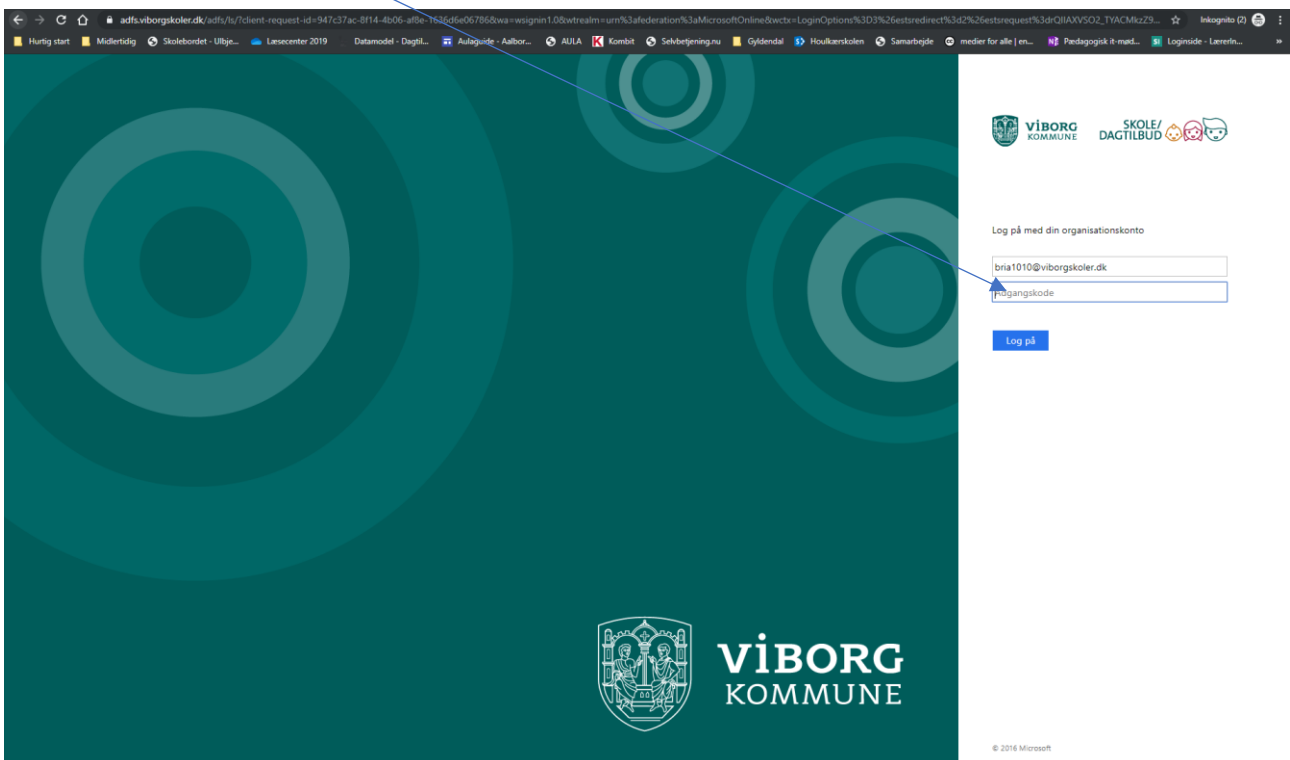 adfs.viborgskoler.dk/adfs/ls/?client-request-id=947c37ac-8f14-4b06-af8e-1636d6e06786&wa=wsignin1.0&wtrealm=urn%3afederation%3aMicrosoftOnline&wctx=LoginOptions%3D3%26estsredirect%3d2%26estsrequest%3drQIIAXVSO2_TYACMkzZ9... Inkognito (2)
Hurtig start Midlertidig Skolebordet - Ulbje... Læsecenter 2019 Datamodel - Dagtil... Aulaguide - Aalbor... AULA Kombit Selvbetjening.nu Gyldendal Houlkærskolen Samarbejde medier for alle | en... Pædagogisk it-mød... Loginside - LærerIn... »
VIBORG
KOMMUNE
SKOLE/
DAGTILBUD
Log på med din organisationskonto
bria1010@viborgskoler.dk
Adgangskode
Log på
VIBORG
KOMMUNE
© 2016 Microsoft